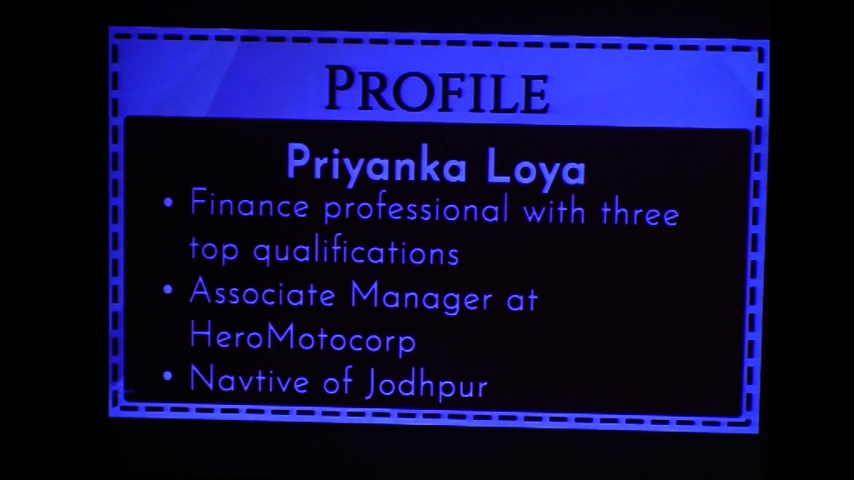 PROFILE
Priyanka Loya
• Finance professional with three
top qualifications
• Associate Manager at
HeroMotocorp
• Navtive of Jodhpur